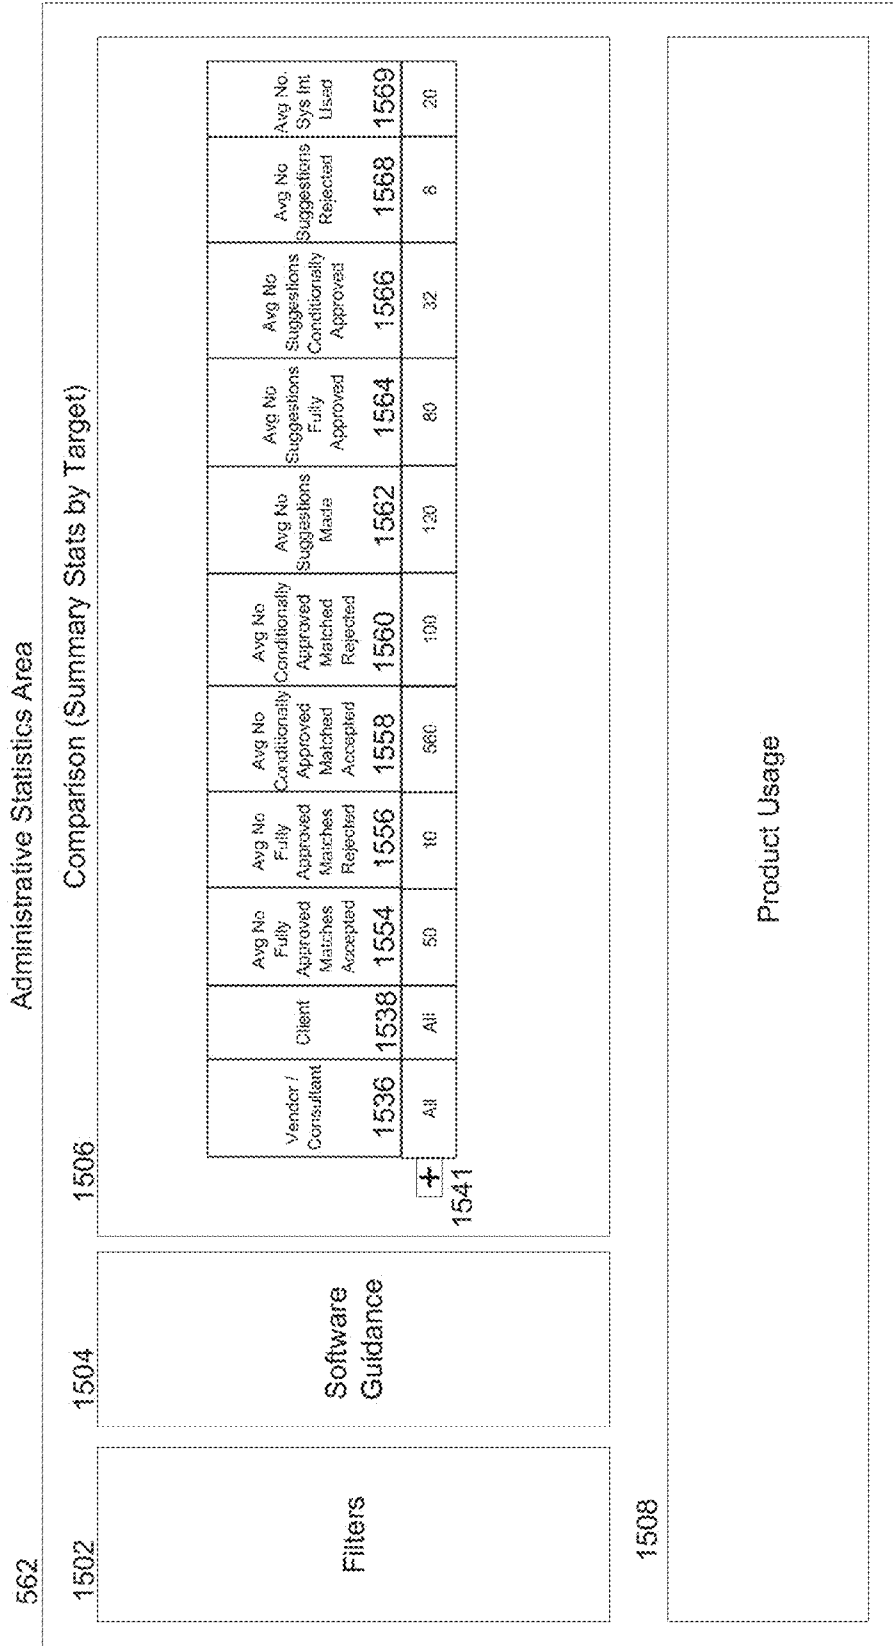 562
Administrative Statistics Area
1502
Filters
1504
Software
Guidance
1506
Comparison (Summary Stats by Target)
Vendor /
Consultant
1536
Client
1538
Avg No
Fully
Approved
Matches
Accepted
1554
Avg No
Fully
Approved
Matches
Rejected
1556
Avg No
Conditionally
Approved
Matched
Accepted
1558
Avg No
Conditionally
Approved
Matched
Rejected
1560
Avg No
Suggestions
Made
1562
Avg No
Suggestions
Fully
Approved
1564
Avg No
Suggestions
Conditionally
Approved
1566
Avg No
Suggestions
Rejected
1568
Avg No.
Sys Int
Used
1569
+
All
All
50
10
100
80
32
20
1541
1508
Product Usage